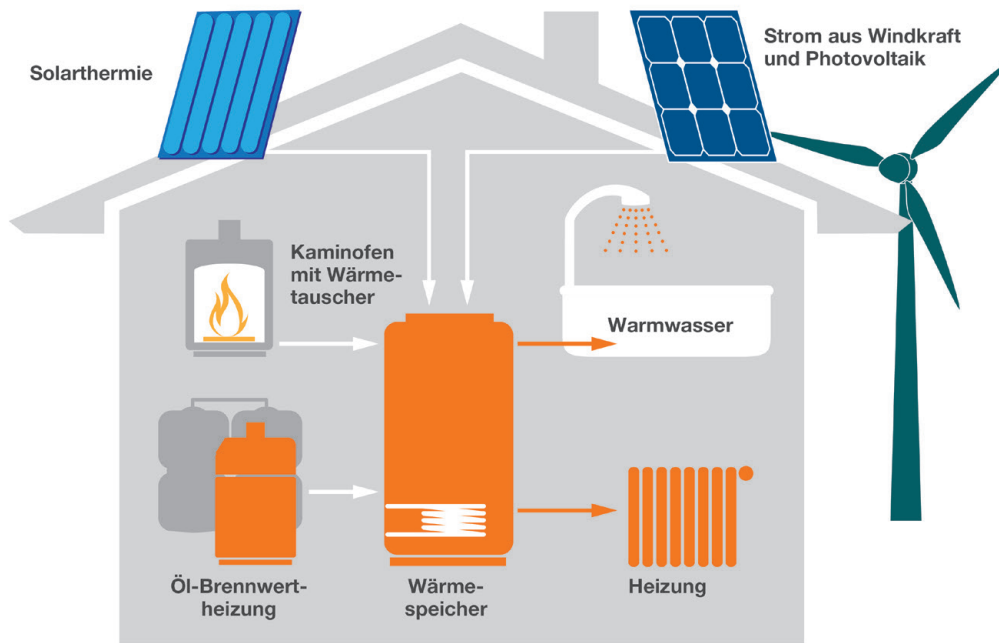 Solarthermie
Strom aus Windkraft
und Photovoltaik
Kaminofen
mit Wärme-
tauscher
Warmwasser
Öl-Brennwert-
heizung
Wärme-
speicher
Heizung